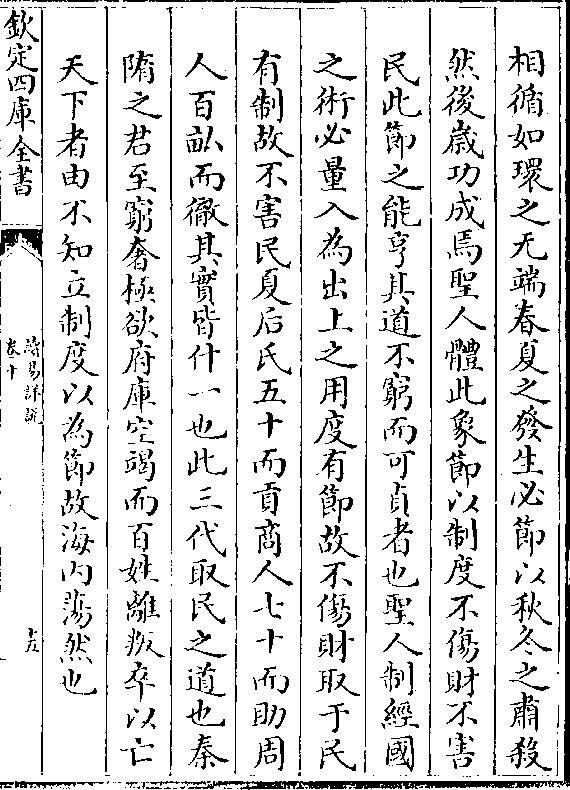 相循如環之无端春夏之發生必節以秋冬之肅殺
然後歳功成焉聖人體此象節以制度不傷財不害
民此節之能亨其道不窮而可貞者也聖人制經國
之術必量入為出上之用度有節故不傷財取于民
有制故不害民夏后氏五十而貢商人七十而助周
人百畝而徹其實皆什一也此三代取民之道也秦
隋之君至窮奢極欲府庫空竭而百姓離叛卒以亡
天下者由不知立制度以為節故海内蕩然也
欽定四庫全書
讀易詳說
卷十
十五